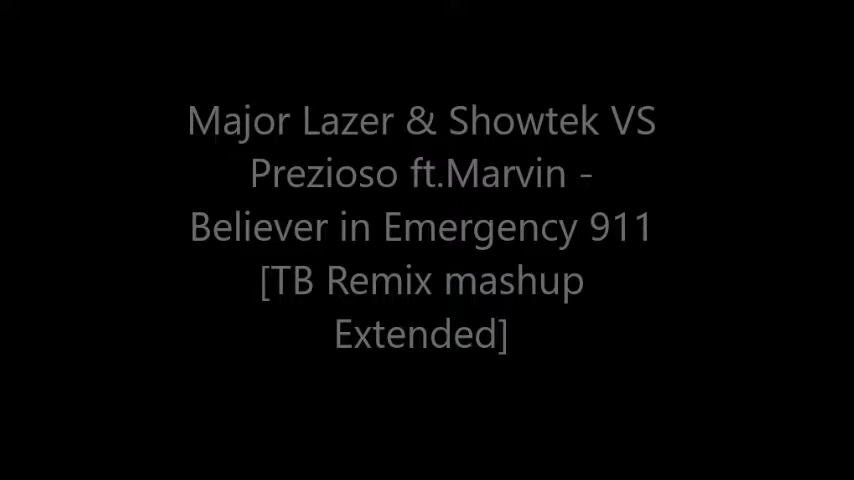 Major Lazer & Showtek VS
Prezioso ft.Marvin -
Believer in Emergency 911
[TB Remix mashup
Extended]